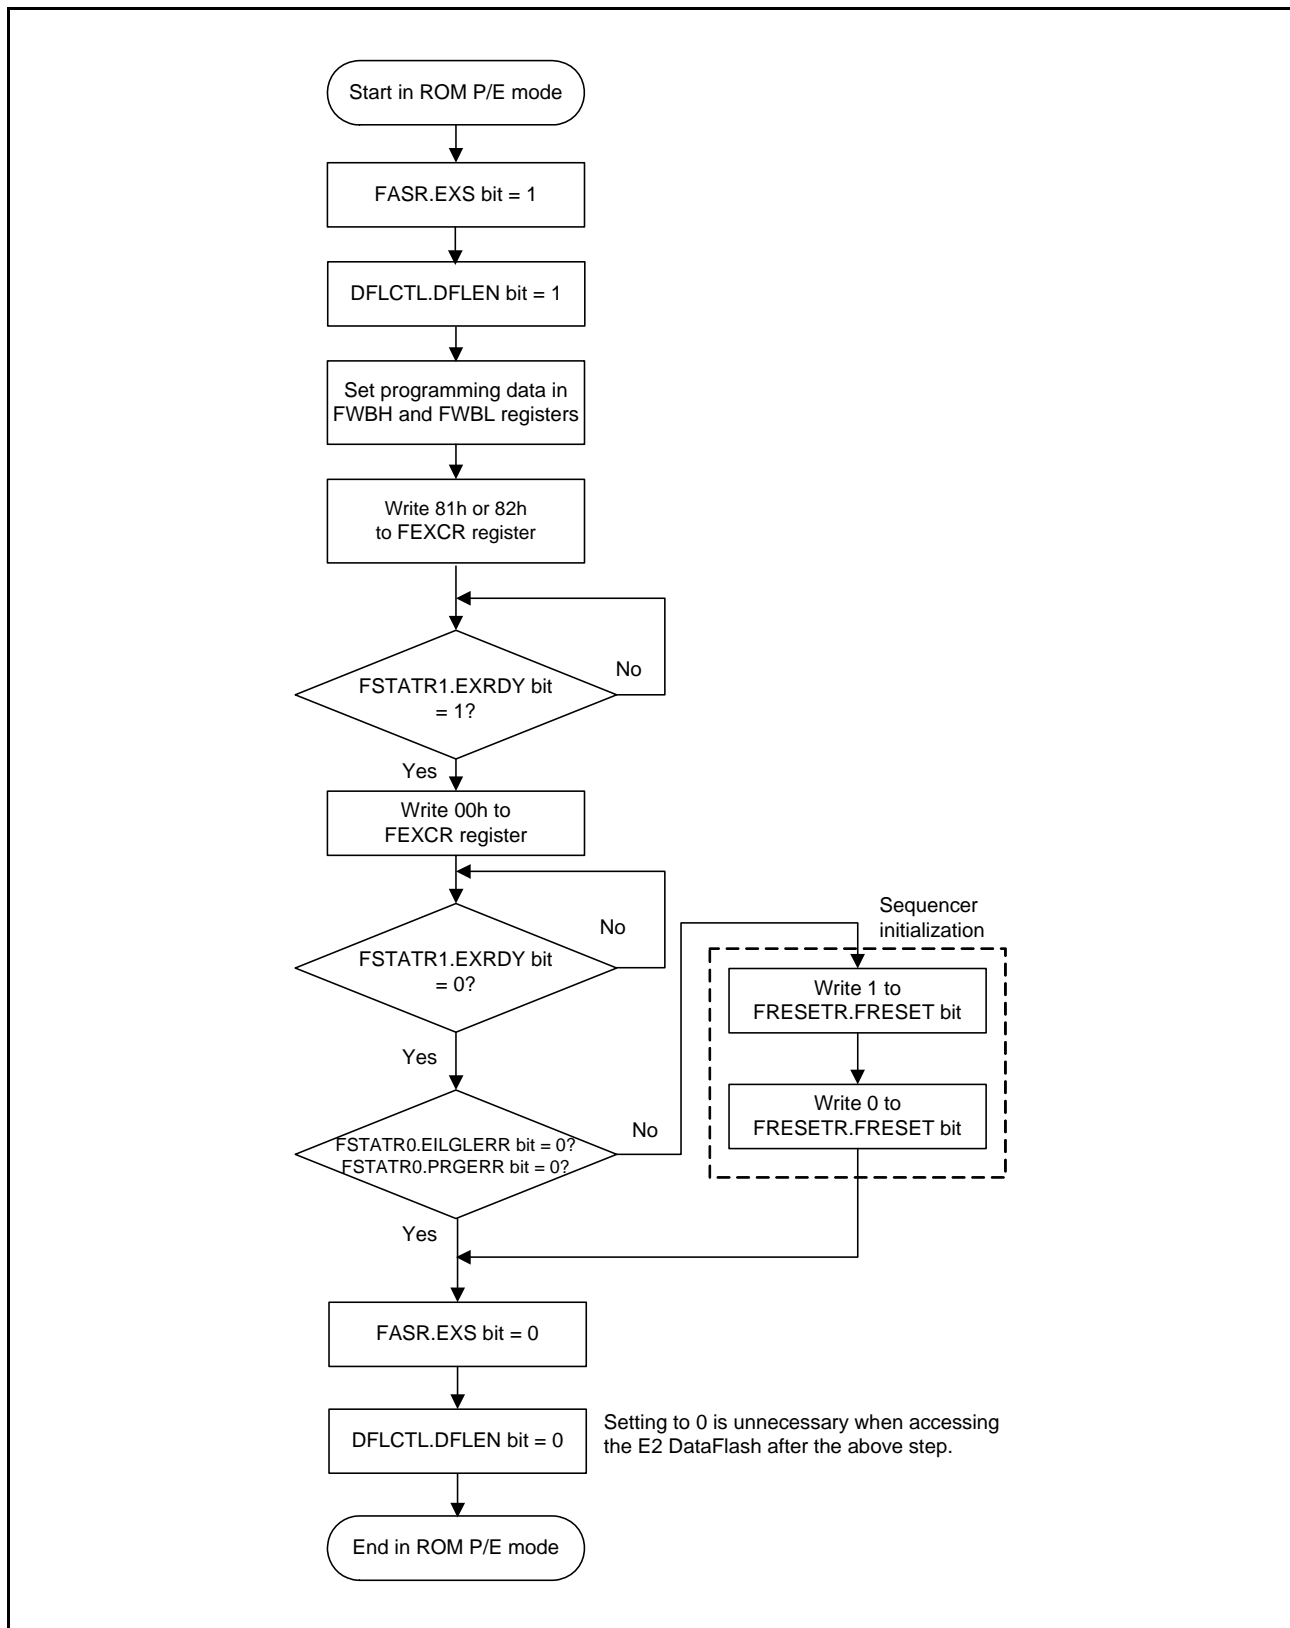 Start in ROM P/E mode
FASR.EXS bit = 1
DFLCTL.DFLEN bit = 1
Set programming data in
FWBH and FWBL registers
Write 81h or 82h
to FEXCR register
FSTATR1.EXRDY bit
= 1?
No
Yes
Write 00h to
FEXCR register
FSTATR1.EXRDY bit
= 0?
No
Yes
FSTATR0.EILGLERR bit = 0?
FSTATR0.PRGERR bit = 0?
No
Yes
Sequencer
initialization
Write 1 to
FRESETR.FRESET bit
Write 0 to
FRESETR.FRESET bit
FASR.EXS bit = 0
DFLCTL.DFLEN bit = 0
Setting to 0 is unnecessary when accessing
the E2 DataFlash after the above step.
End in ROM P/E mode